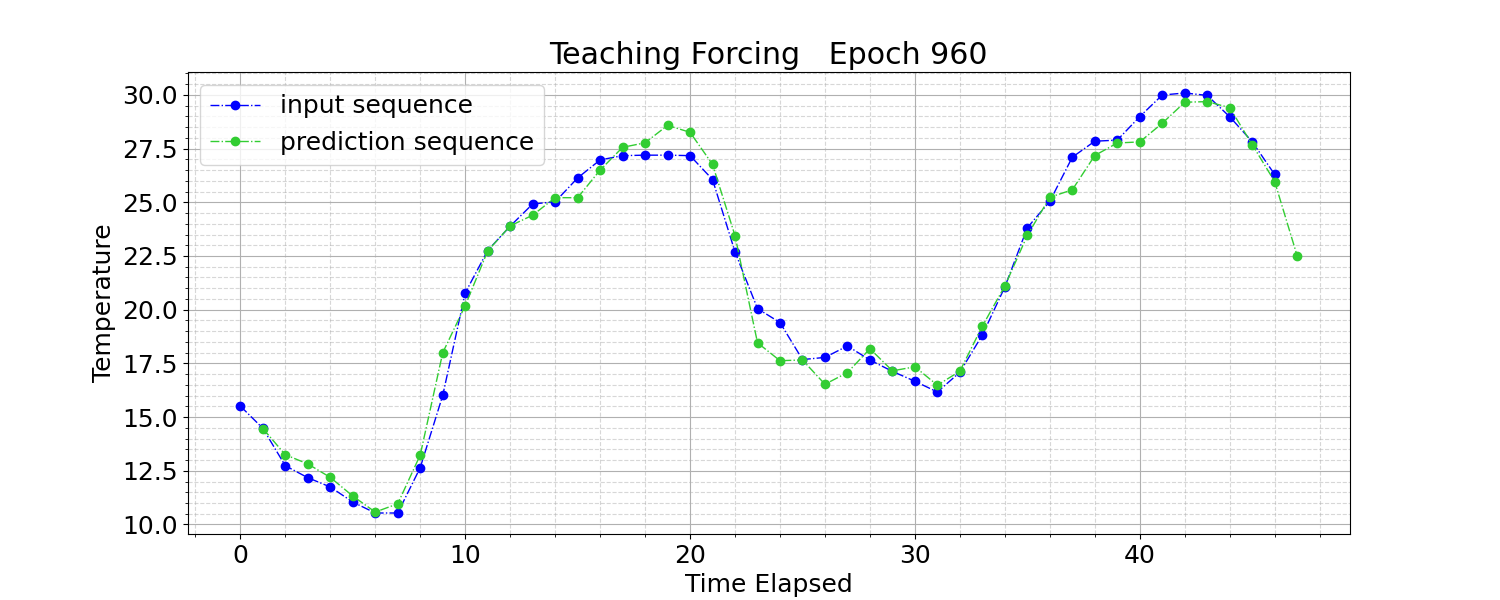 Teaching Forcing   Epoch 960
input sequence
prediction sequence
30.0
27.5
25.0
22.5
20.0
17.5
15.0
12.5
10.0
Temperature
0 10 20 30 40
Time Elapsed